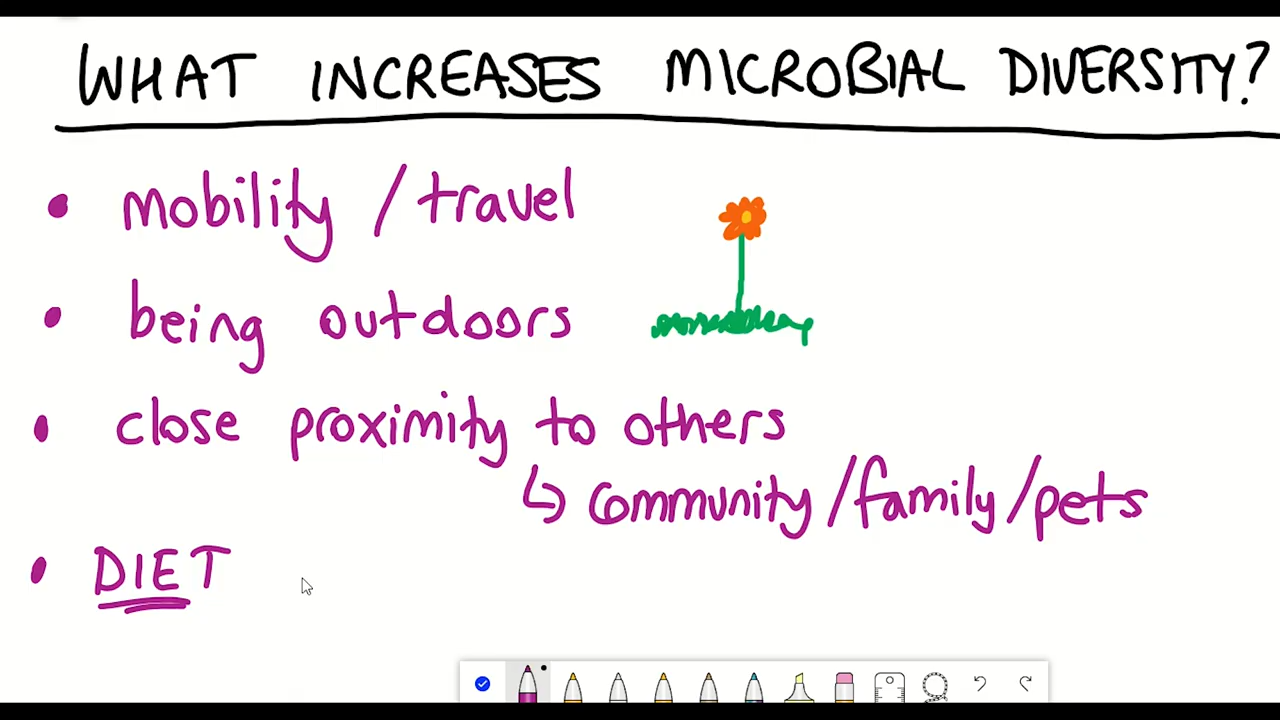 WHAT INCREASES MICROBIAL DIVERSITY?
• mobility / travel
• being outdoors
• close proximity to others
↳ community/family/pets
• DIET